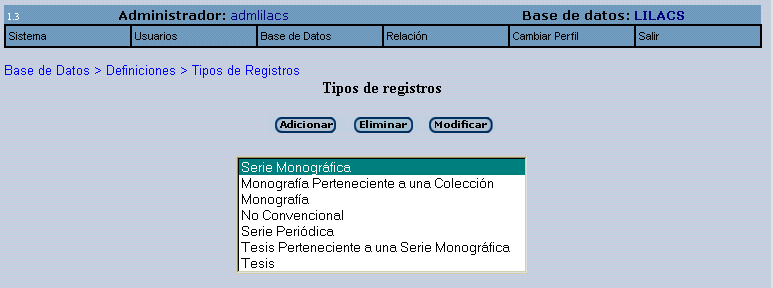 1.3 Administrador: admlilacs Base de datos: LILACS
Sistema Usuarios Base de Datos Relación Cambiar Perfil Salir
Base de Datos > Definiciones > Tipos de Registros
Tipos de registros
Adicionar Eliminar Modificar
Serie Monográfica
Monografía Perteneciente a una Colección
Monografía
No Convencional
Serie Periódica
Tesis Perteneciente a una Serie Monográfica
Tesis